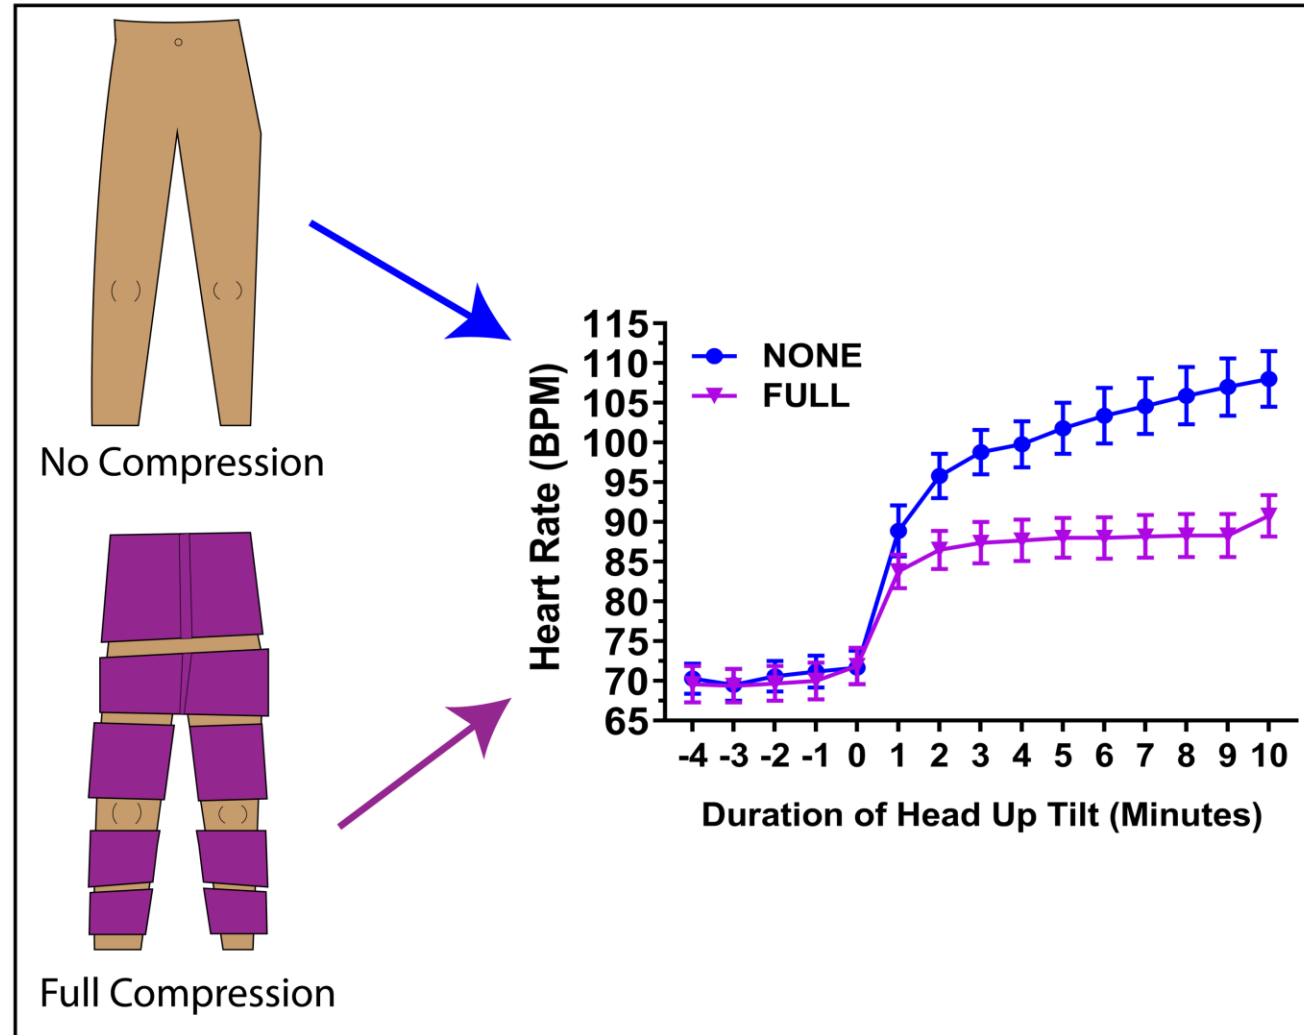 No Compression
Full Compression
NONE
FULL
Heart Rate (BPM)
115
110
105
100
95
90
85
80
75
70
65
-4 -3 -2 -1 0 1 2 3 4 5 6 7 8 9 10
Duration of Head Up Tilt (Minutes)